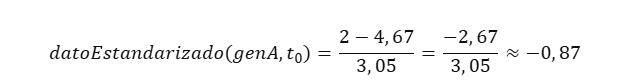 datoEstandarizado(genA, t₀) = (2 − 4,67)/(3,05) = (−2,67)/(3,05) ≈ −0,87